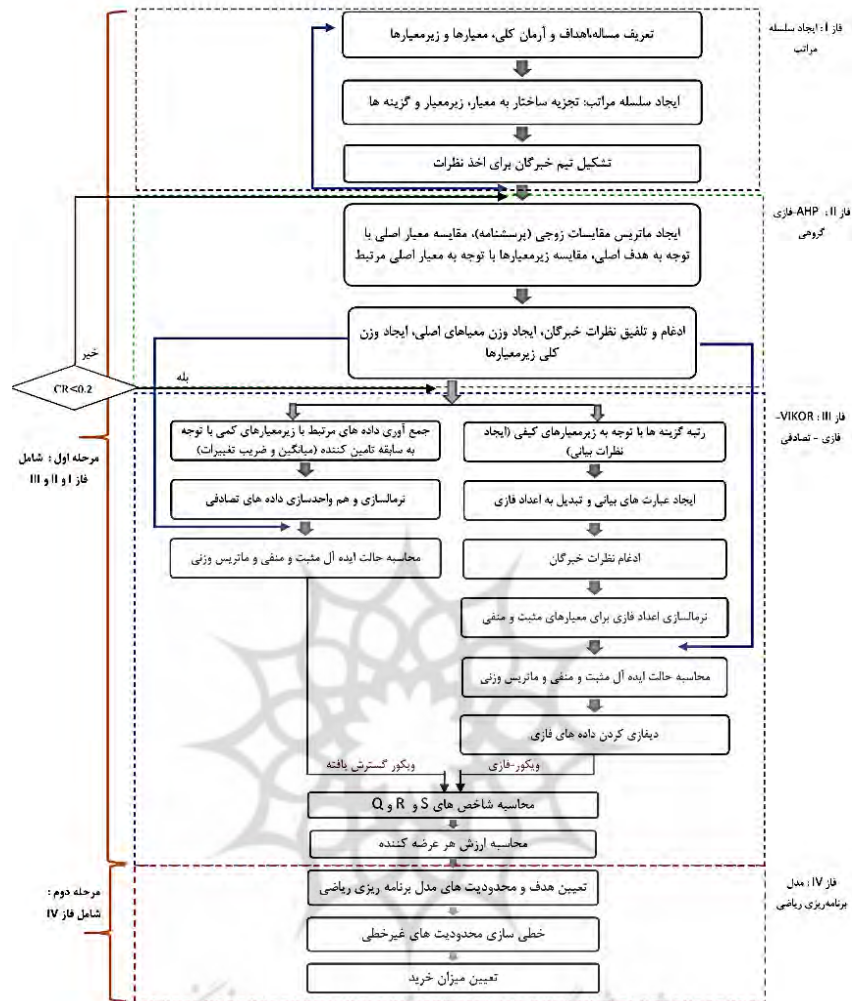 فاز I : ایجاد سلسله
مراتب
تعریف مساله،اهداف و آرمان کلی، معیارها و زیرمعیارها
ایجاد سلسله مراتب: تجزیه ساختار به معیار، زیرمعیار و گزینه ها
تشکیل تیم خبرگان برای اخذ نظرات
فاز II : AHP-فازی
گروهی
ایجاد ماتریس مقایسات زوجی (پرسشنامه)، مقایسه معیار اصلی با
توجه به هدف اصلی، مقایسه زیرمعیارها با توجه به معیار اصلی مرتبط
ادغام و تلفیق نظرات خبرگان، ایجاد وزن معیاهای اصلی، ایجاد وزن
کلی زیرمعیارها
خیر
CR<0.2
بله
فاز III : VIKOR-
فازی - تصادفی
رتبه گزینه ها با توجه به زیرمعیارهای کیفی (ایجاد
نظرات بیانی)
ایجاد عبارت های بیانی و تبدیل به اعداد فازی
ادغام نظرات خبرگان
نرمالسازی اعداد فازی برای معیارهای مثبت و منفی
محاسبه حالت ایده آل مثبت و منفی و ماتریس وزنی
دیفازی کردن داده های فازی
ویکور-فازی
جمع آوری داده های مرتبط با زیرمعیارهای کمی با توجه
به سابقه تامین کننده (میانگین و ضریب تغییرات)
نرمالسازی و هم واحدسازی داده های تصادفی
محاسبه حالت ایده آل مثبت و منفی و ماتریس وزنی
ویکور گسترش یافته
محاسبه شاخص های S و R و Q
محاسبه ارزش هر عرضه کننده
مرحله اول : شامل
فاز I و II و III
فاز IV : مدل
برنامه‌ریزی ریاضی
تعیین هدف و محدودیت های مدل برنامه ریزی ریاضی
خطی سازی محدودیت های غیرخطی
تعیین میزان خرید
مرحله دوم :
شامل فاز IV